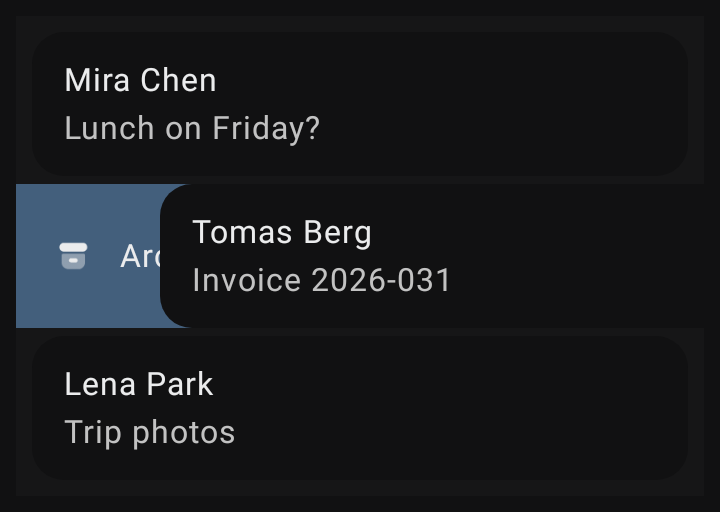 Mira Chen
Lunch on Friday?
Tomas Berg
Invoice 2026-031
Lena Park
Trip photos